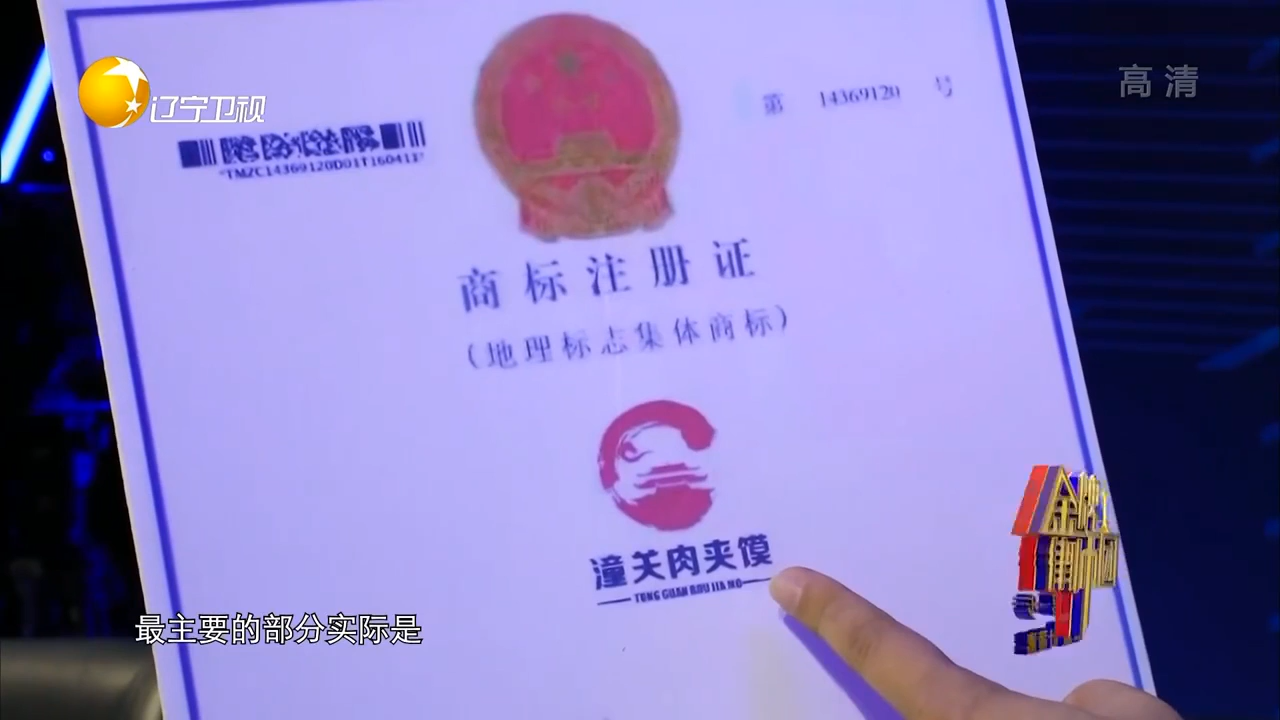 高清
辽宁卫视
第 14369120 号
商标注册证
(地理标志集体商标)
潼关肉夹馍
TONG GUAN ROU JIA MO
最主要的部分实际是